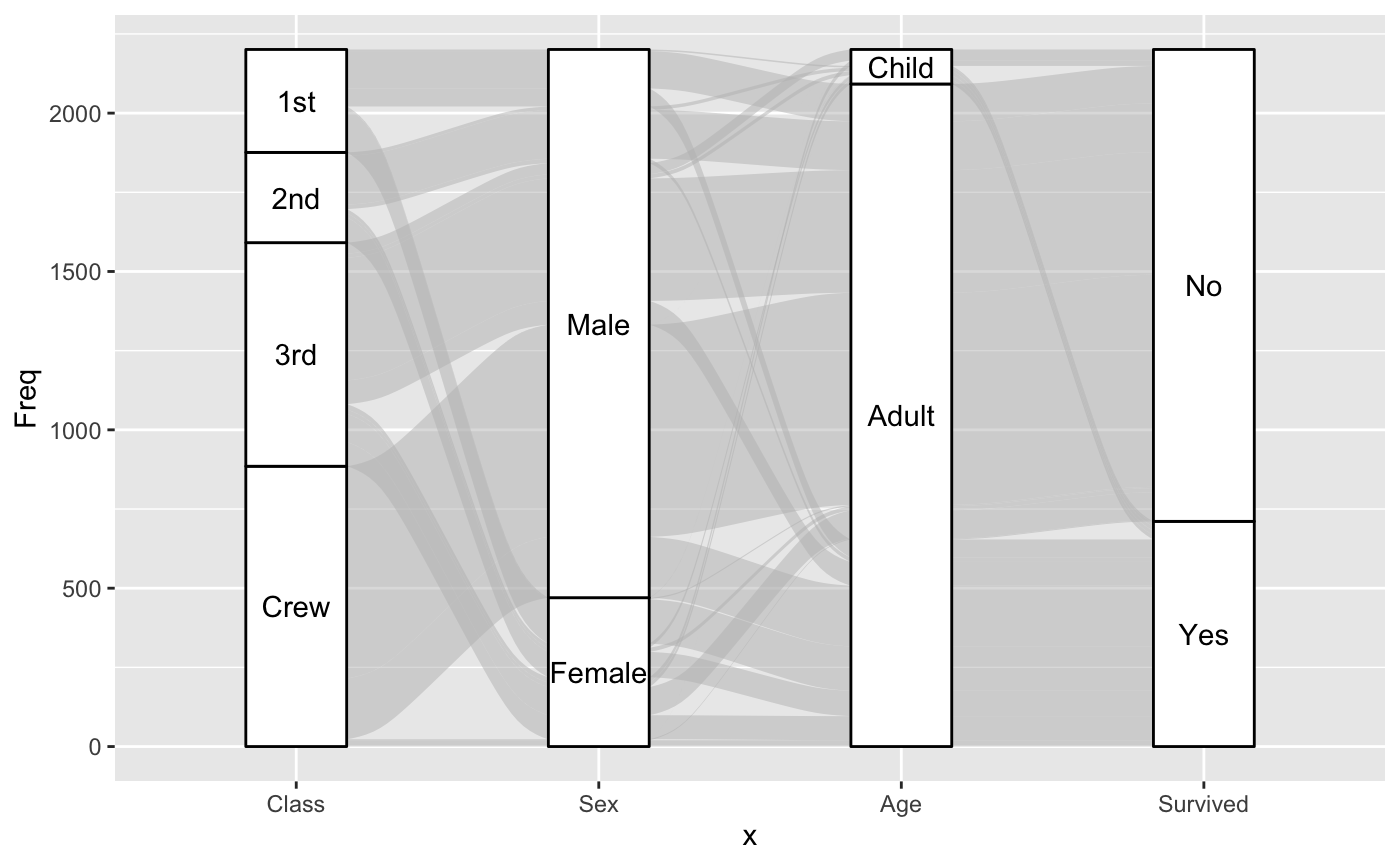 2000
1500
1000
500
0
Freq
1st
2nd
3rd
Crew
Male
Female
Child
Adult
No
Yes
Class
Sex
Age
Survived
x